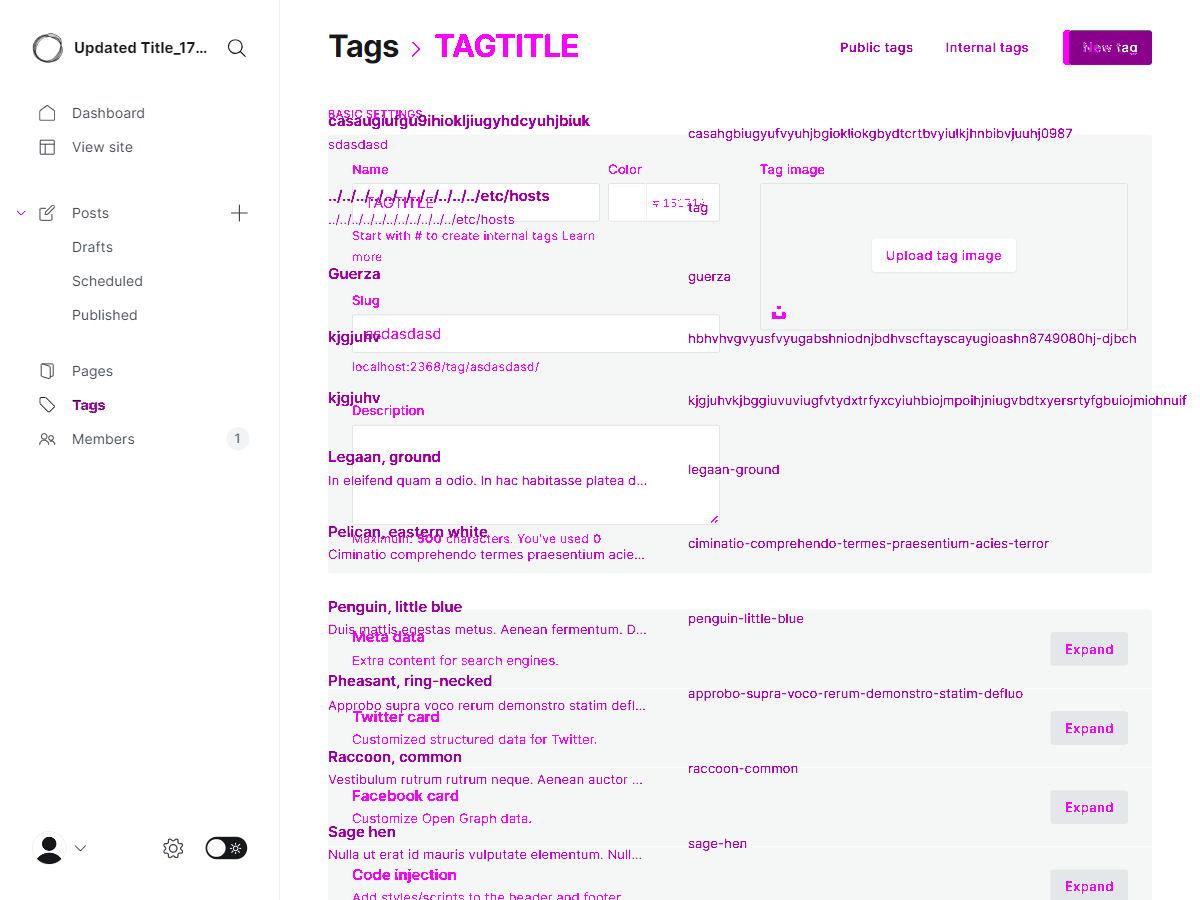 Updated Title_17...
Dashboard
View site
Posts
Drafts
Scheduled
Published
Pages
Tags
Members
1
Tags > TAGTITLE
Public tags
Internal tags
New tag
BASIC SETTINGS
casaugiufgu9ihiokljiugyhdcyuhjbiuk
casahgbiugyufvyuhjbgiokliokgbydtcrtbvyiulkjhnbibvjuuhj0987
sdasdasd
Name
Color
Tag image
../../../../../../../../../../../etc/hosts
TAGTITLE
tag
../../../../../../../../../../../etc/hosts
Start with # to create internal tags Learn
more
Upload tag image
Guerza
guerza
Slug
asdasdasd
kjgjuhv
hbhvhvgvyusfvyugabshniodnjbdhvscftayscayugioashn8749080hj-djbch
localhost:2368/tag/asdasdasd/
kjgjuhv
kjgjuhvkjbggiuvuviugfvtydxtrfyxcyiuhbiojmpoihjniugvbdtxyersrtyfgbuiojmiohnuif
Description
Legaan, ground
legaan-ground
In eleifend quam a odio. In hac habitasse platea d...
Pelican, eastern white
Maximum: 500 characters. You've used 0
ciminatio-comprehendo-termes-praesentium-acies-terror
Ciminatio comprehendo termes praesentium acie...
Penguin, little blue
penguin-little-blue
Duis mattis egestas metus. Aenean fermentum. D...
Meta data
Expand
Extra content for search engines.
Pheasant, ring-necked
approbo-supra-voco-rerum-demonstro-statim-defluo
Approbo supra voco rerum demonstro statim defl...
Twitter card
Expand
Customized structured data for Twitter.
Raccoon, common
raccoon-common
Vestibulum rutrum rutrum neque. Aenean auctor ...
Facebook card
Expand
Customize Open Graph data.
Sage hen
sage-hen
Nulla ut erat id mauris vulputate elementum. Null...
Code injection
Expand
Add styles/scripts to the header and footer